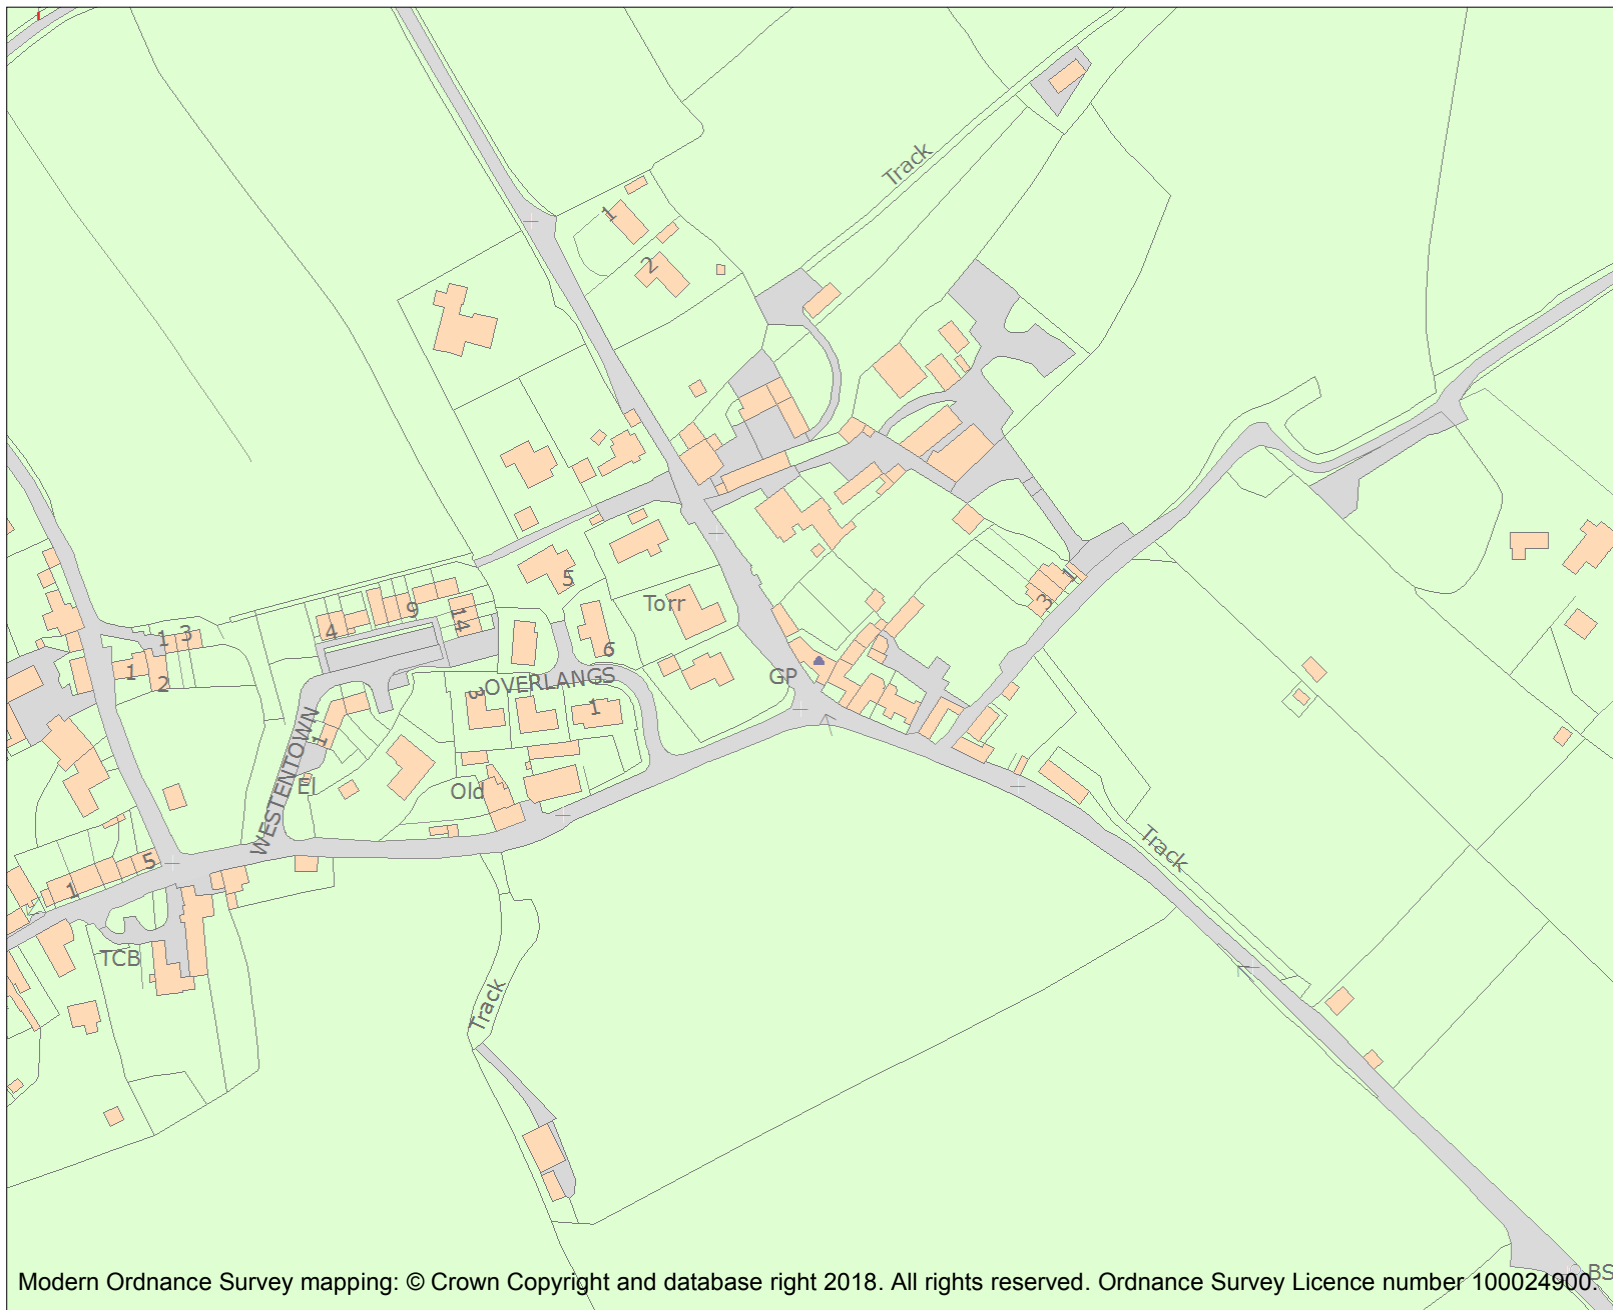 Track
1
2
5
Torr
9
14
4
1 3
1
2
6
OVERLANGS
GP
1
3
3
1
WESTENTOWN
1
El
Old
Track
5
1
TCB
Track
BS
Modern Ordnance Survey mapping: © Crown Copyright and database right 2018. All rights reserved. Ordnance Survey Licence number 100024900.